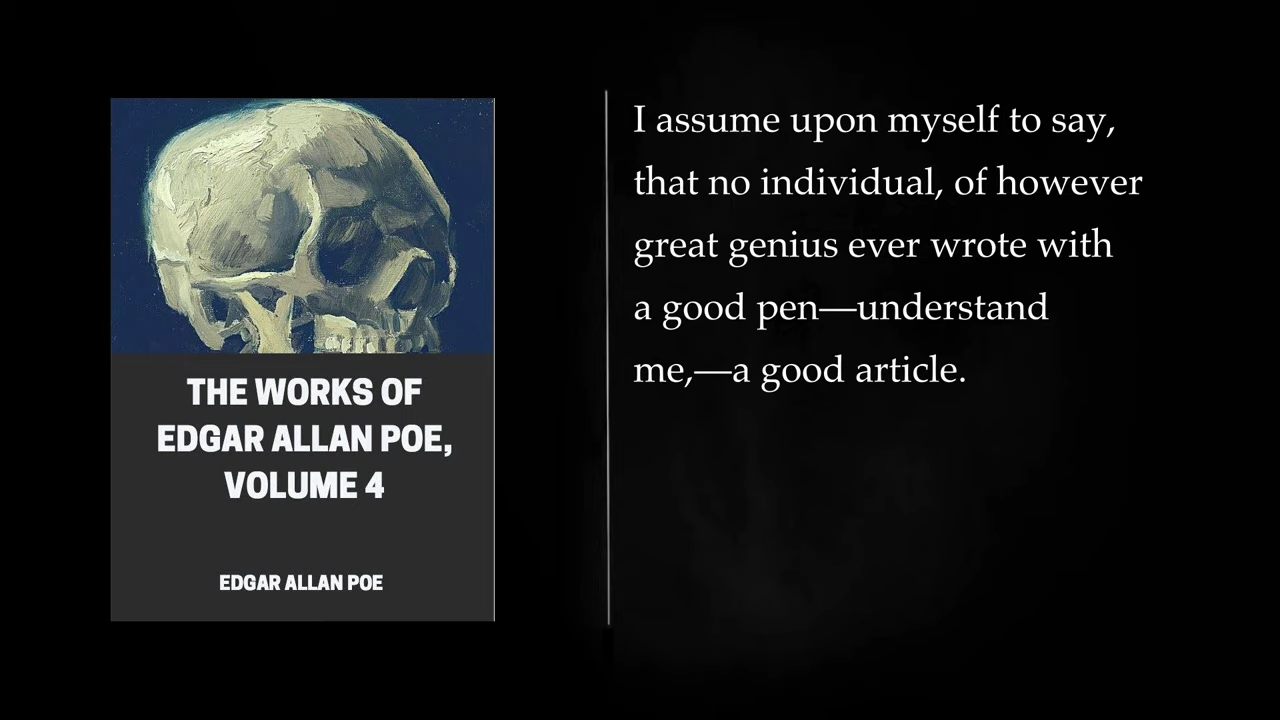 THE WORKS OF
EDGAR ALLAN POE,
VOLUME 4
EDGAR ALLAN POE
I assume upon myself to say,
that no individual, of however
great genius ever wrote with
a good pen—understand
me,—a good article.